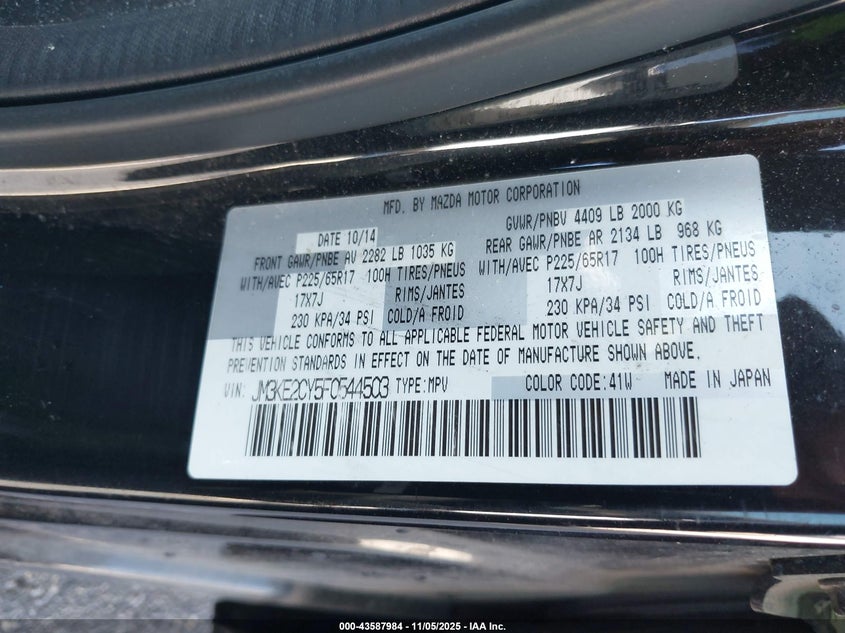 MFD. BY MAZDA MOTOR CORPORATION
DATE 10/14
GVWR/PNBV 4409 LB 2000 KG
FRONT GAWR/PNBE AV 2282 LB 1035 KG
REAR GAWR/PNBE AR 2134 LB 968 KG
WITH/AVEC P225/65R17 100H TIRES/PNEUS
WITH/AVEC P225/65R17 100H TIRES/PNEUS
17X7J RIMS/JANTES
17X7J RIMS/JANTES
230 KPA/34 PSI COLD/A FROID
230 KPA/34 PSI COLD/A FROID
THIS VEHICLE CONFORMS TO ALL APPLICABLE FEDERAL MOTOR VEHICLE SAFETY AND THEFT
PREVENTION STANDARDS IN EFFECT ON THE DATE OF MANUFACTURE SHOWN ABOVE.
VIN: JM3KE2CY5F0544503 TYPE:MPV COLOR CODE:41W MADE IN JAPAN
000-43587984 - 11/05/2025 - IAA Inc.